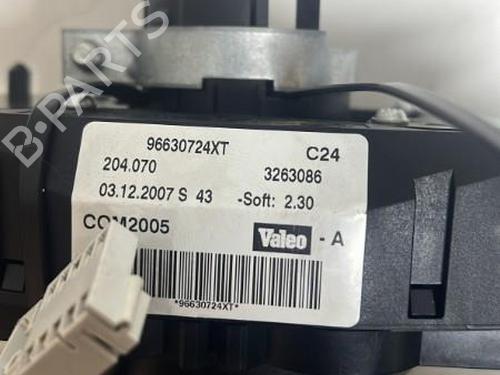 B-PARTS
96630724XT C24
204.070 3263086
03.12.2007 S 43 -Soft: 2.30
COM2005 Valeo - A
*96630724XT*